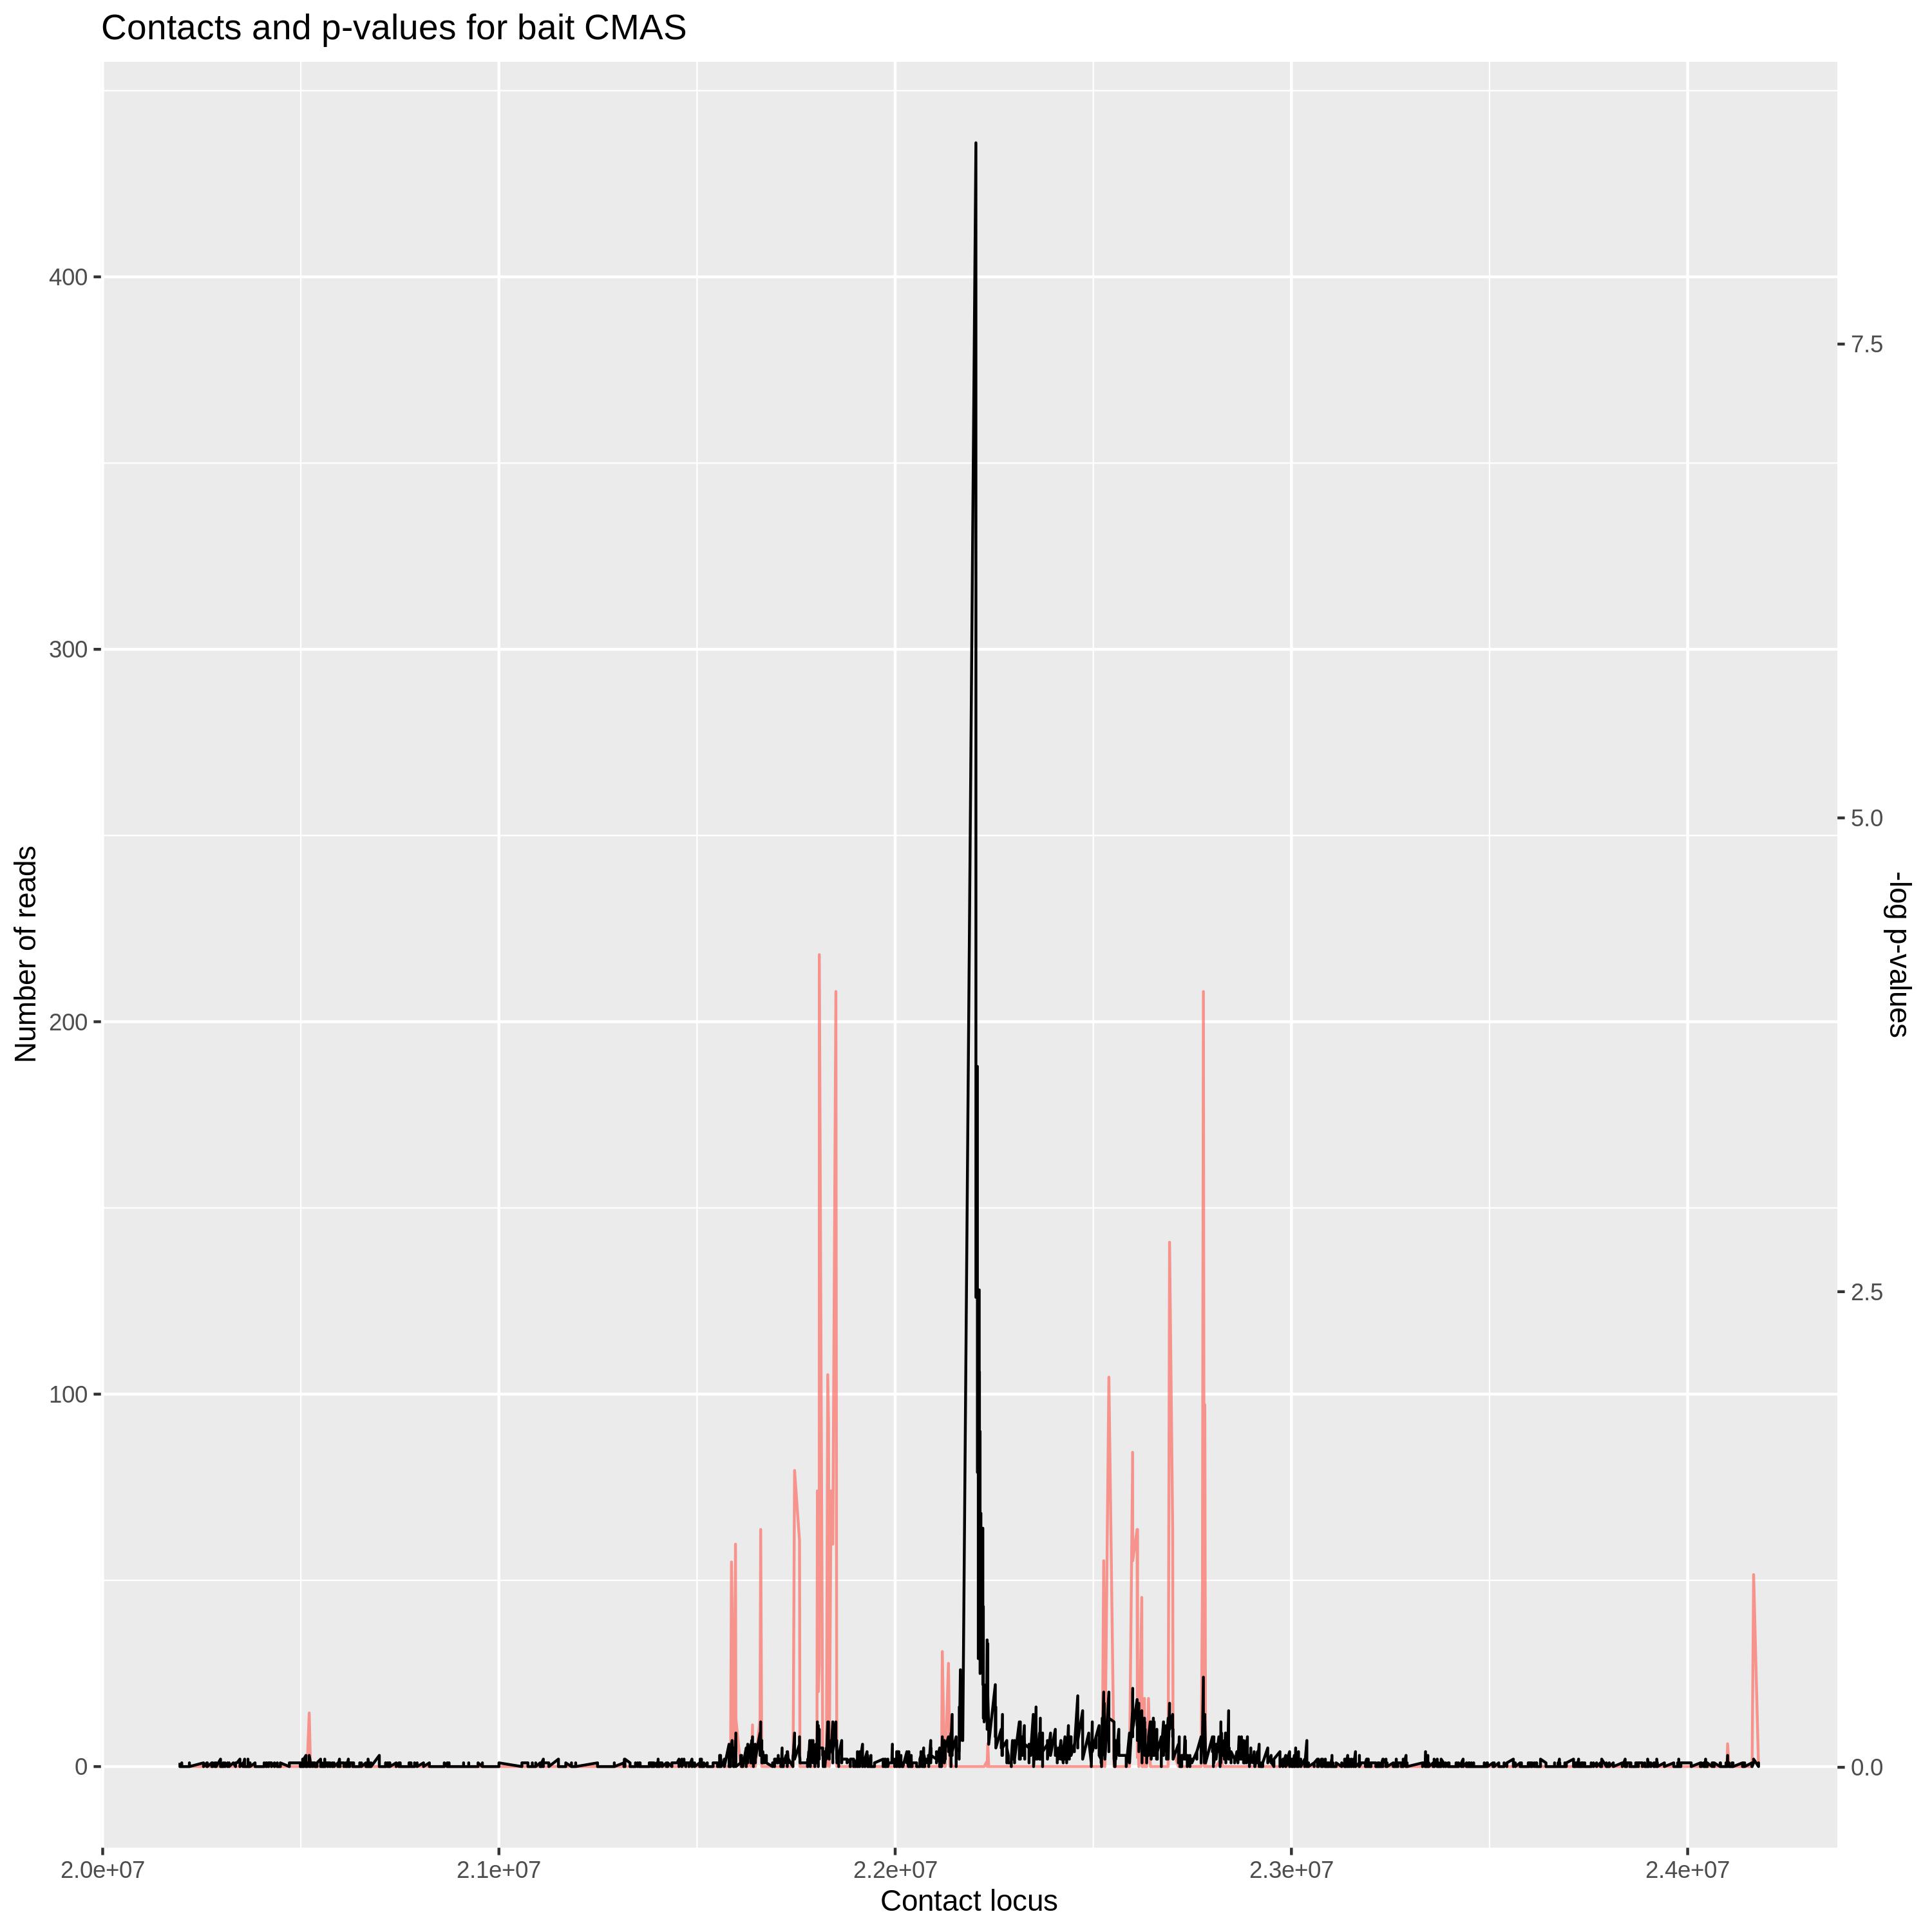 Contacts and p-values for bait CMAS
400
300
200
100
0
Number of reads
7.5
5.0
2.5
0.0
-log p-values
2.0e+07
2.1e+07
2.2e+07
2.3e+07
2.4e+07
Contact locus